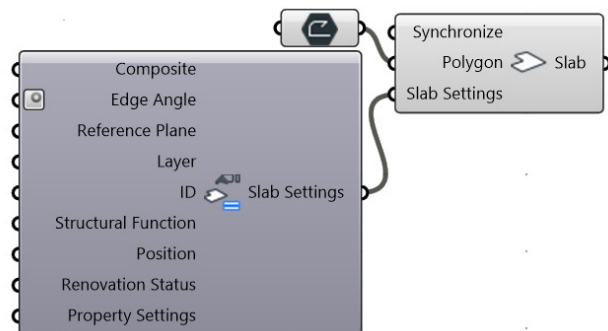 Synchronize
Polygon Slab
Slab Settings
Composite
Edge Angle
Reference Plane
Layer
ID Slab Settings
Structural Function
Position
Renovation Status
Property Settings